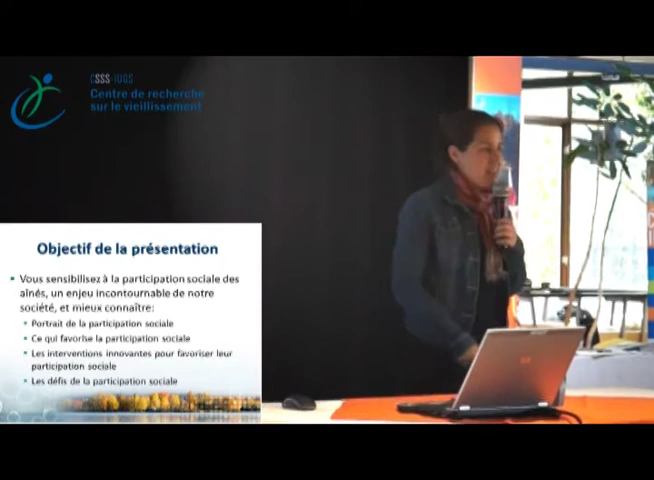 CSSS-IUGS
Centre de recherche
sur le vieillissement
Objectif de la présentation
Vous sensibilisez à la participation sociale des
aînés, un enjeu incontournable de notre
société, et mieux connaître:
Portrait de la participation sociale
Ce qui favorise la participation sociale
Les interventions innovantes pour favoriser leur
participation sociale
Les défis de la participation sociale